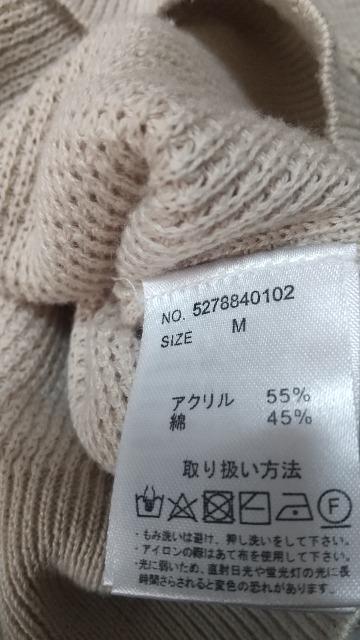 NO. 5278840102
SIZE M
アクリル 55%
綿 45%
取り扱い方法
F
・もみ洗いは避け、押し洗いをして下さい。
・アイロンの際はあて布を使用して下さい。
・光に弱いため、直射日光や蛍光灯の光に長
時間さらされると変色の恐れがあります。